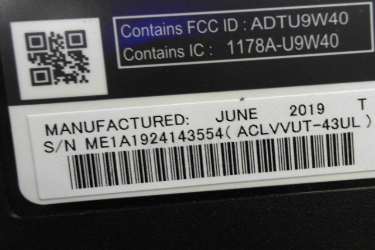 Contains FCC ID : ADTU9W40
Contains IC : 1178A-U9W40
MANUFACTURED: JUNE 2019 T
S/N ME1A1924143554( ACLVVUT-43UL )